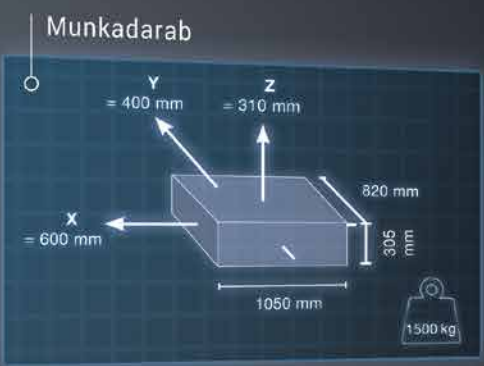 Munkadarab
Y
= 400 mm
Z
= 310 mm
820 mm
X
= 600 mm
305
mm
1050 mm
1500 kg